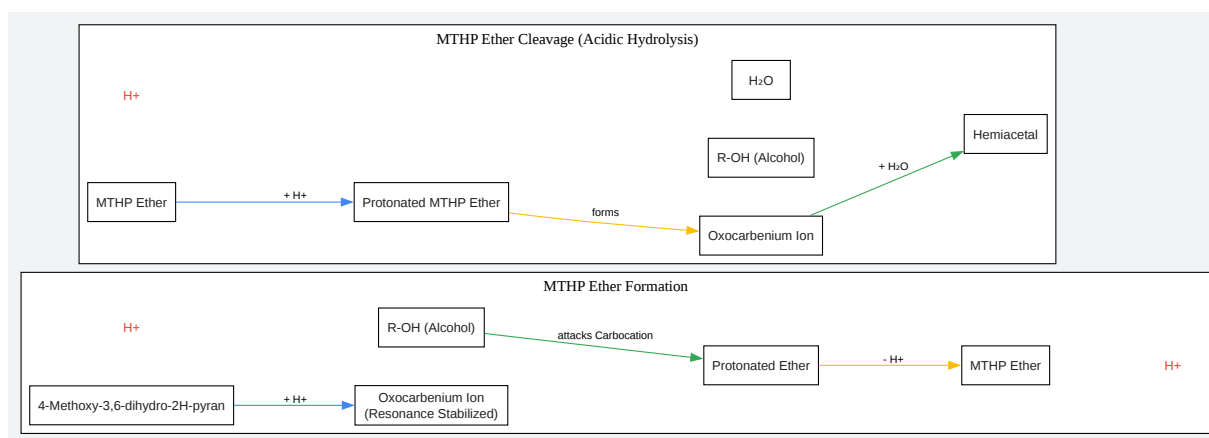 MTHP Ether Cleavage (Acidic Hydrolysis)
H₂O
H+
Hemiacetal
R-OH (Alcohol)
+ H₂O
MTHP Ether
+ H+
Protonated MTHP Ether
forms
Oxocarbenium Ion
MTHP Ether Formation
H+
R-OH (Alcohol)
attacks Carbocation
Protonated Ether
- H+
MTHP Ether
H+
4-Methoxy-3,6-dihydro-2H-pyran
+ H+
Oxocarbenium Ion
(Resonance Stabilized)